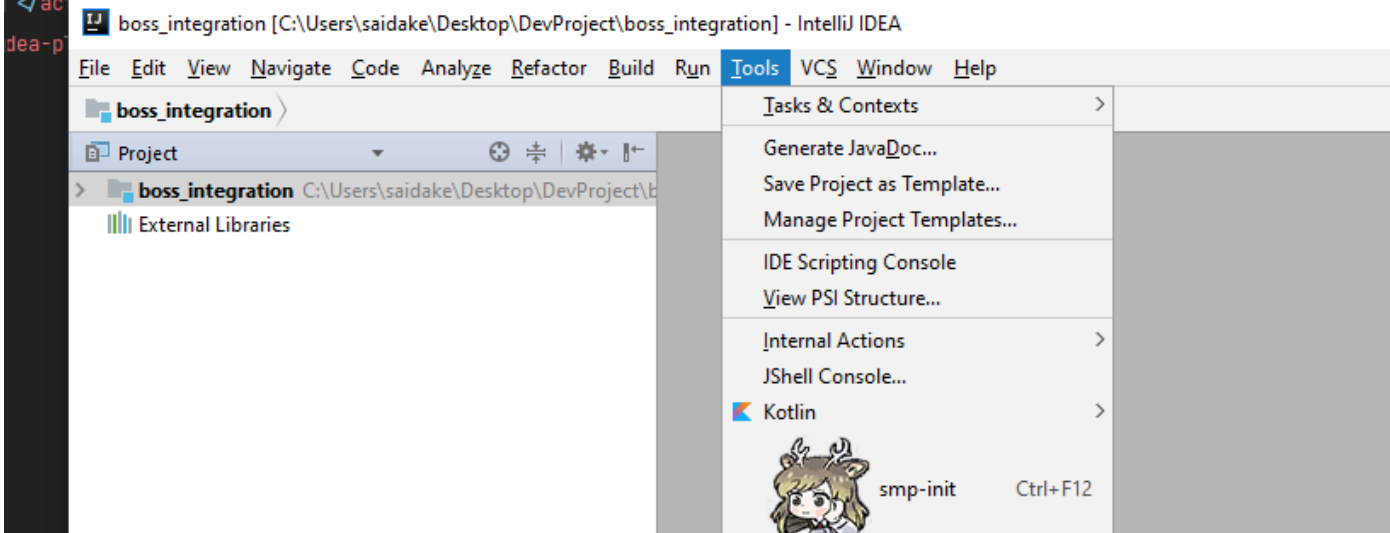 </ac
dea-p
boss_integration [C:\Users\saidake\Desktop\DevProject\boss_integration] - IntelliJ IDEA
File Edit View Navigate Code Analyze Refactor Build Run Tools VCS Window Help
boss_integration
Tasks & Contexts
Project
Generate JavaDoc...
boss_integration C:\Users\saidake\Desktop\DevProject\b
Save Project as Template...
External Libraries
Manage Project Templates...
IDE Scripting Console
View PSI Structure...
Internal Actions
JShell Console...
Kotlin
smp-init Ctrl+F12